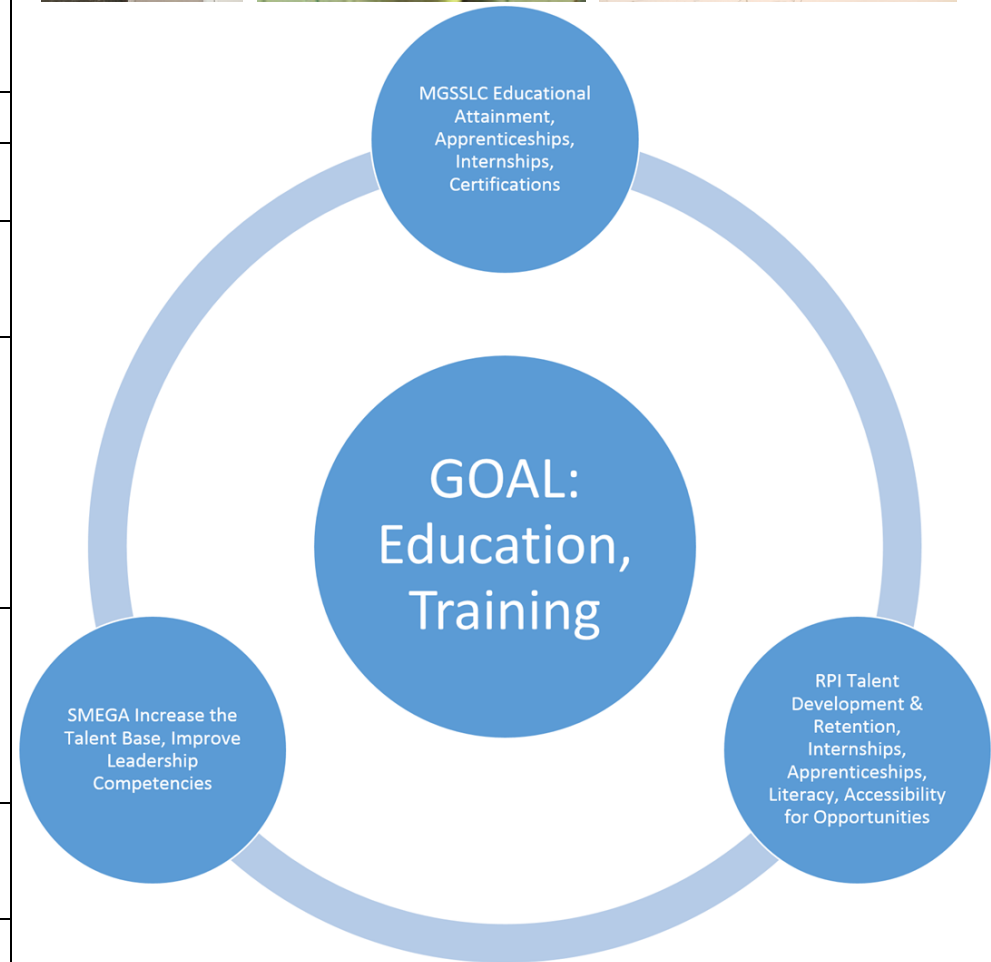 MGSSLC Educational
Attainment,
Apprenticeships,
Internships,
Certifications
GOAL:
Education,
Training
RPI Talent
Development &
Retention,
Internships,
Apprenticeships,
Literacy, Accessibility
for Opportunities
SMEGA Increase the
Talent Base, Improve
Leadership
Competencies